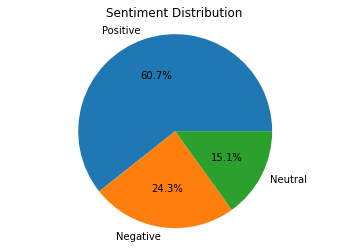 Sentiment Distribution
Positive
60.7%
15.1%
Neutral
24.3%
Negative